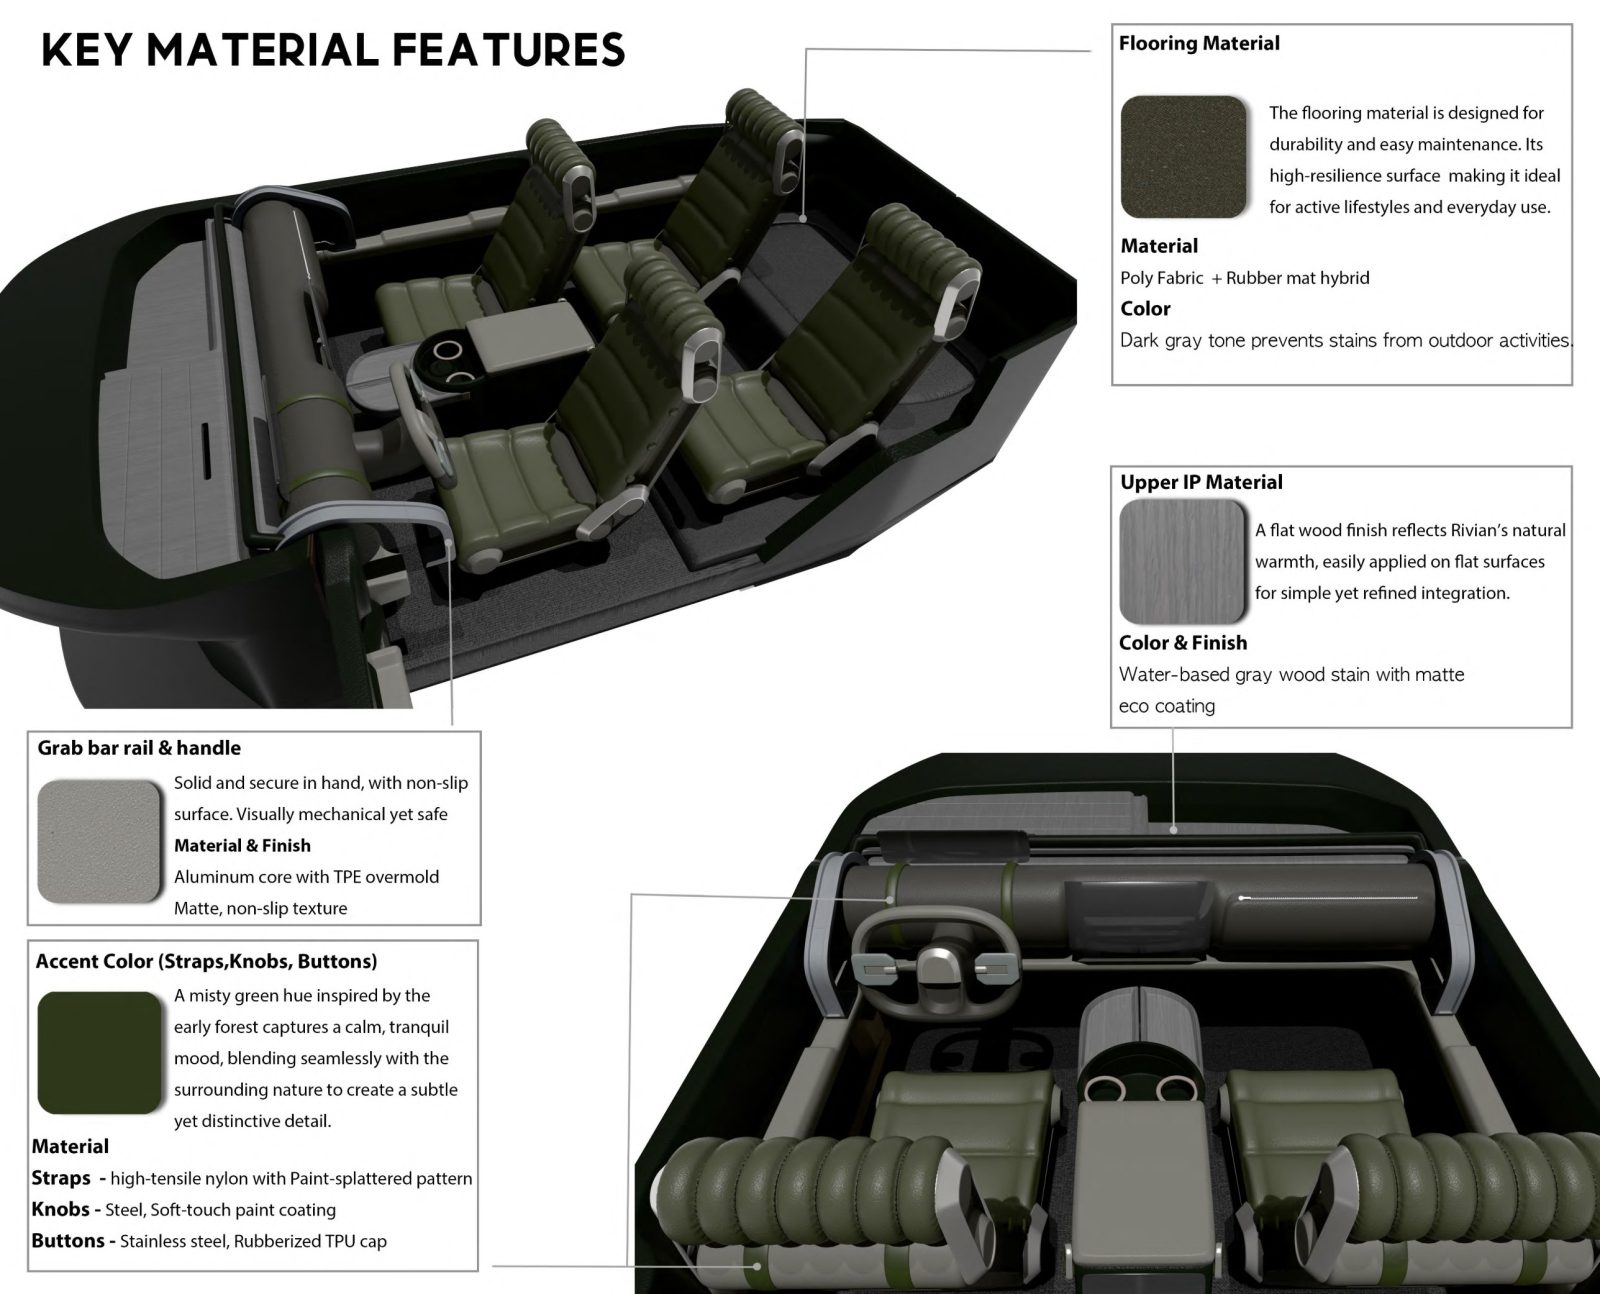 KEY MATERIAL FEATURES
Flooring Material
The flooring material is designed for
durability and easy maintenance. Its
high-resilience surface making it ideal
for active lifestyles and everyday use.
Material
Poly Fabric + Rubber mat hybrid
Color
Dark gray tone prevents stains from outdoor activities.
Upper IP Material
A flat wood finish reflects Rivian's natural
warmth, easily applied on flat surfaces
for simple yet refined integration.
Color & Finish
Water-based gray wood stain with matte
eco coating
Grab bar rail & handle
Solid and secure in hand, with non-slip
surface. Visually mechanical yet safe
Material & Finish
Aluminum core with TPE overmold
Matte, non-slip texture
Accent Color (Straps,Knobs, Buttons)
A misty green hue inspired by the
early forest captures a calm, tranquil
mood, blending seamlessly with the
surrounding nature to create a subtle
yet distinctive detail.
Material
Straps - high-tensile nylon with Paint-splattered pattern
Knobs - Steel, Soft-touch paint coating
Buttons - Stainless steel, Rubberized TPU cap